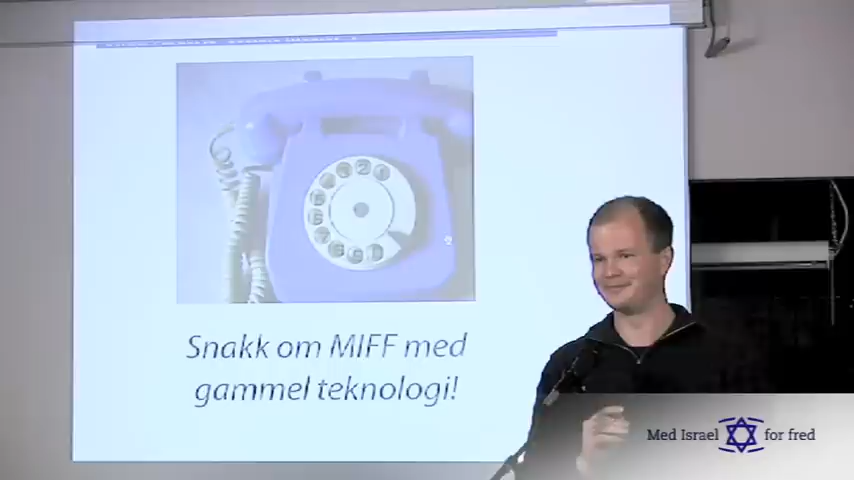 Snakk om MIFF med
gammel teknologi!
Med Israel for fred